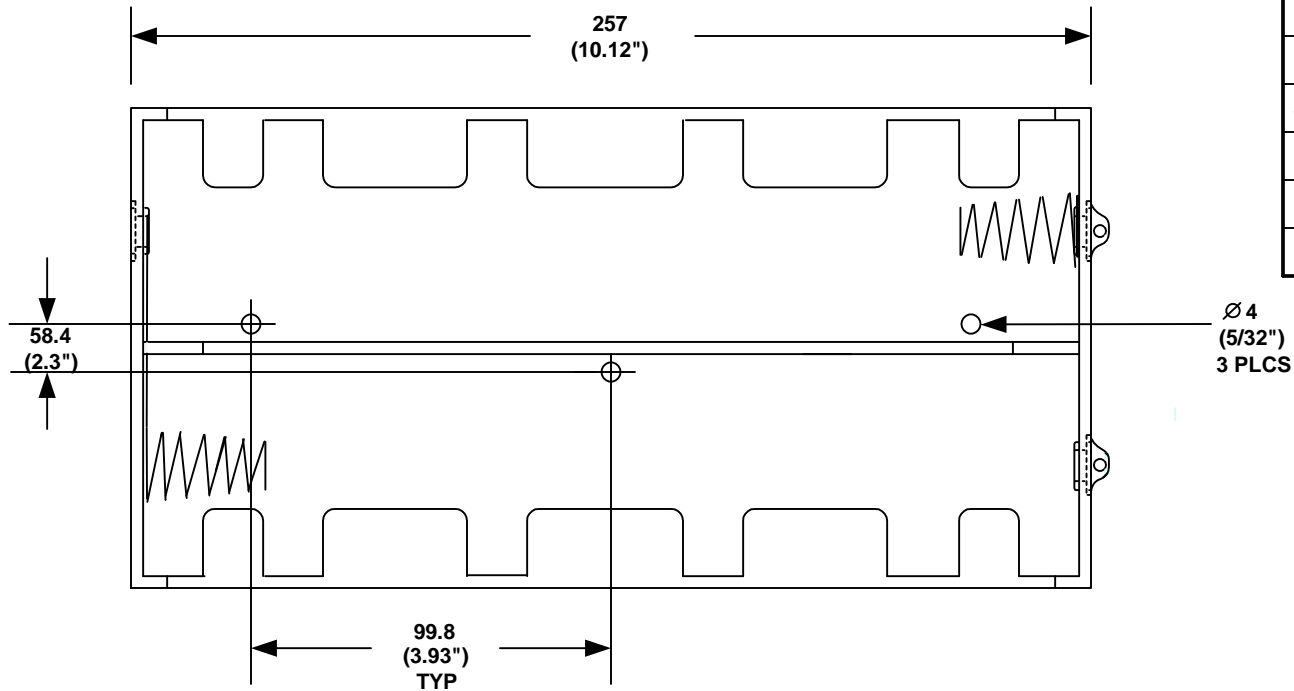 257
(10.12")
58.4
(2.3")
Ø 4
(5/32")
3 PLCS
99.8
(3.93")
TYP